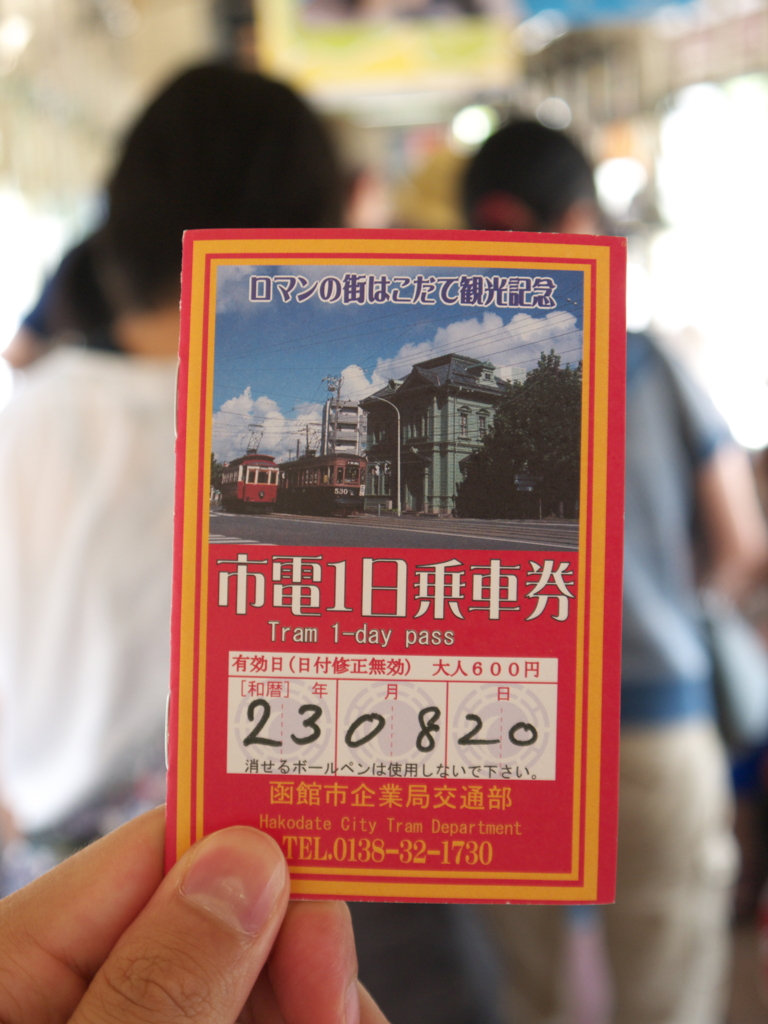 ロマンの街はこだて観光記念
530
市電1日乗車券
Tram 1-day pass
有効日(日付修正無効) 大人600円
[和暦] 年 月 日
23 08 20
消せるボールペンは使用しないで下さい。
函館市企業局交通部
Hakodate City Tram Department
TEL.0138-32-1730